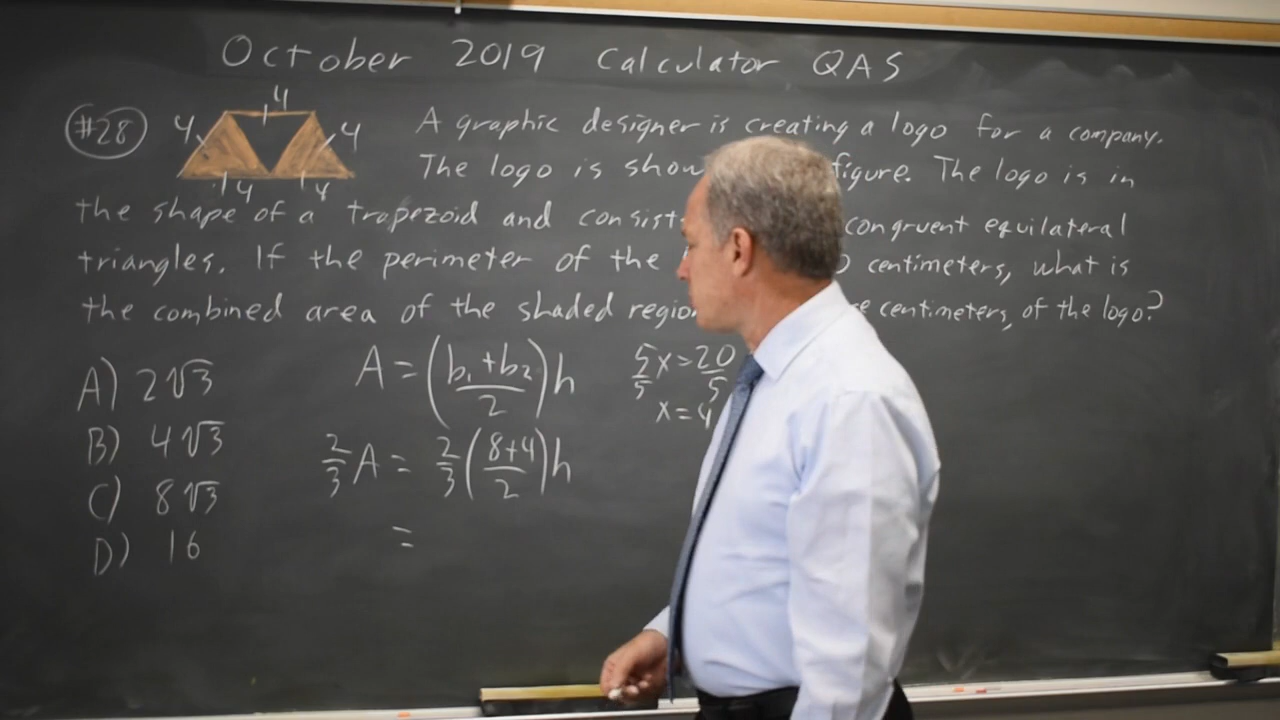 October 2019 Calculator QAS
#28
4
4
4
4
4
A graphic designer is creating a logo for a company.
The logo is figure. The logo is in
the shape of a trapezoid and congruent equilateral
triangles. If the perimeter of the centimeters, what is
the combined area of the shaded centimeters, of the logo?
A) 2√3
B) 4√3
C) 8√3
D) 16
A = (b₁+b₂/2)h
2/3 A = 2/3 (8+4/2)h
=
5x=20
5 5
x=4